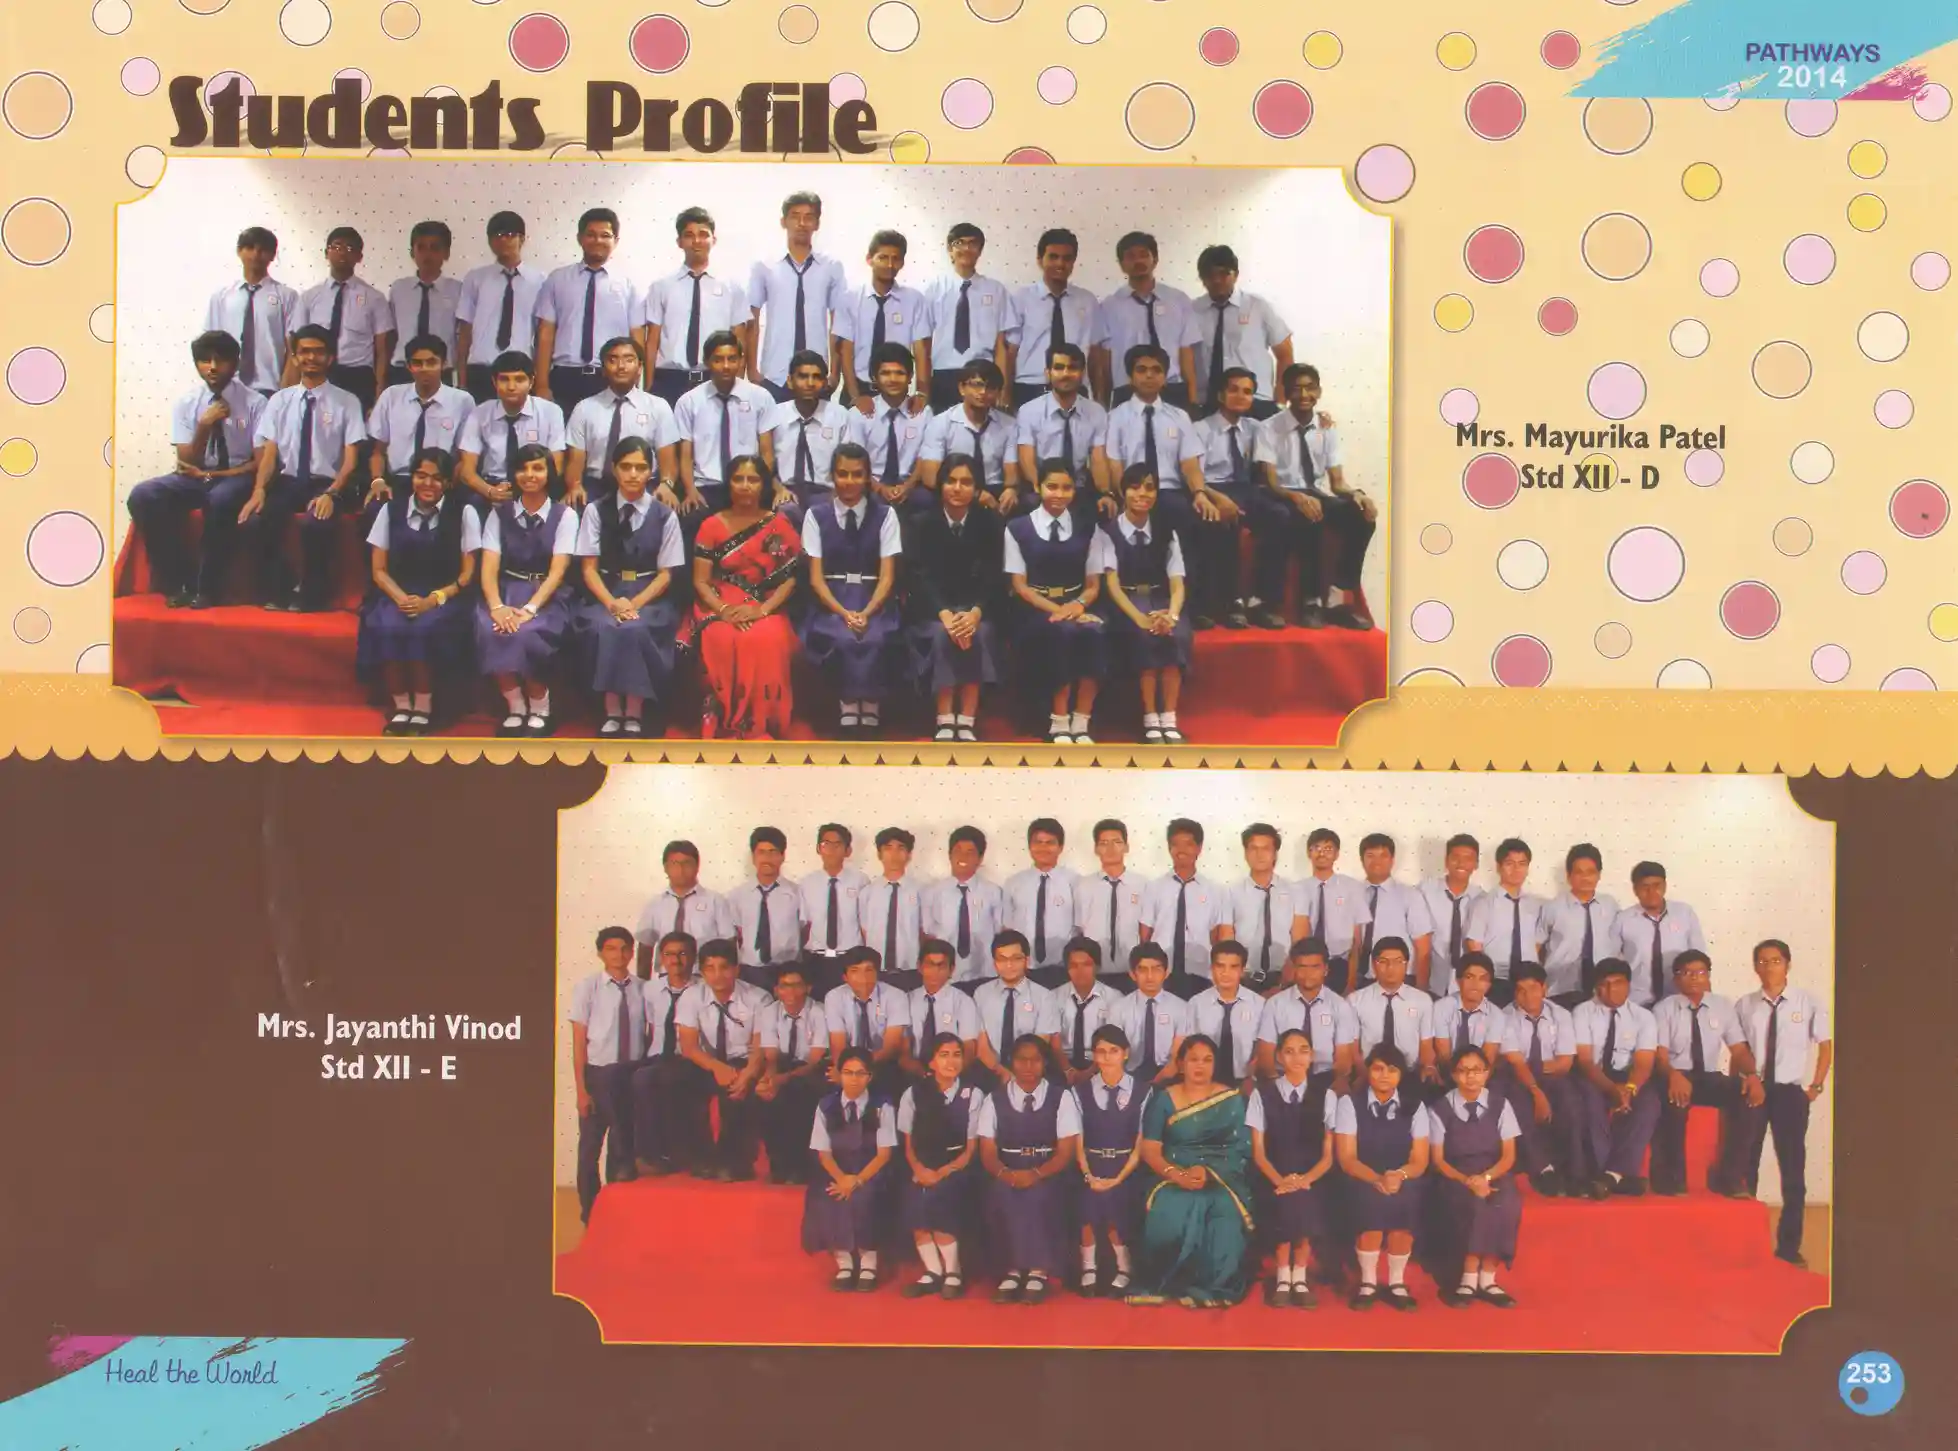 PATHWAYS
2014
Students Profile
Mrs. Mayurika Patel
Std XII - D
Mrs. Jayanthi Vinod
Std XII - E
Heal the World
253